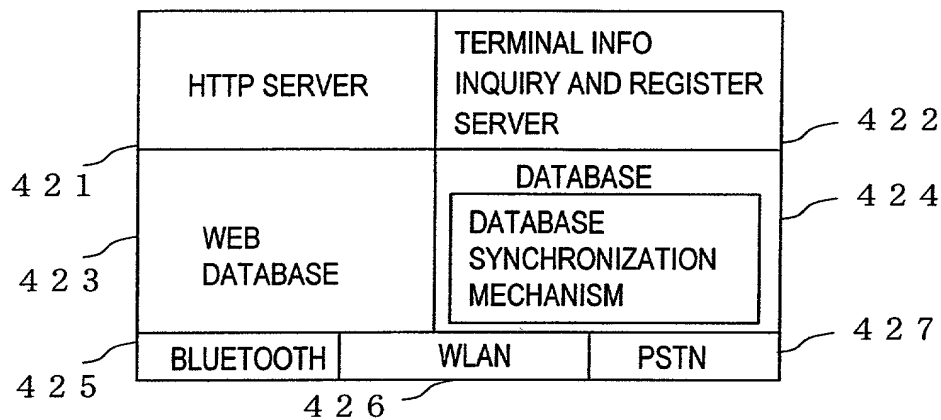 HTTP SERVER
TERMINAL INFO
INQUIRY AND REGISTER
SERVER
422
421
DATABASE
424
WEB
DATABASE
DATABASE
SYNCHRONIZATION
MECHANISM
423
427
BLUETOOTH
WLAN
PSTN
425
426